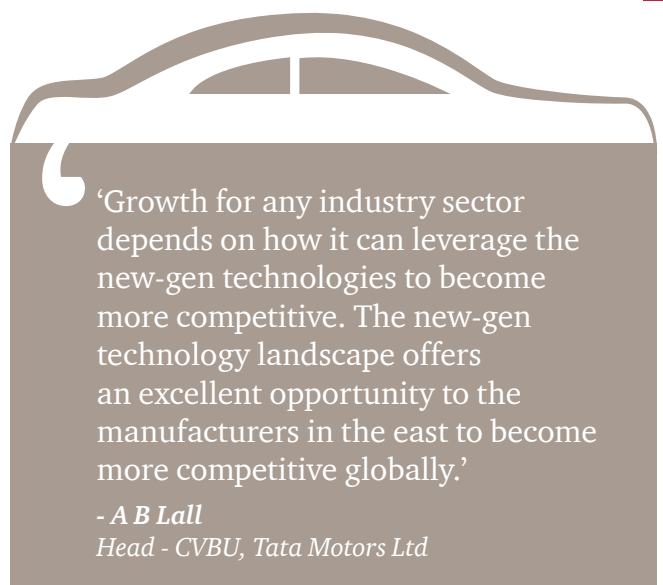 ‘Growth for any industry sector
depends on how it can leverage the
new-gen technologies to become
more competitive. The new-gen
technology landscape offers
an excellent opportunity to the
manufacturers in the east to become
more competitive globally.’
- A B Lall
Head - CVBU, Tata Motors Ltd